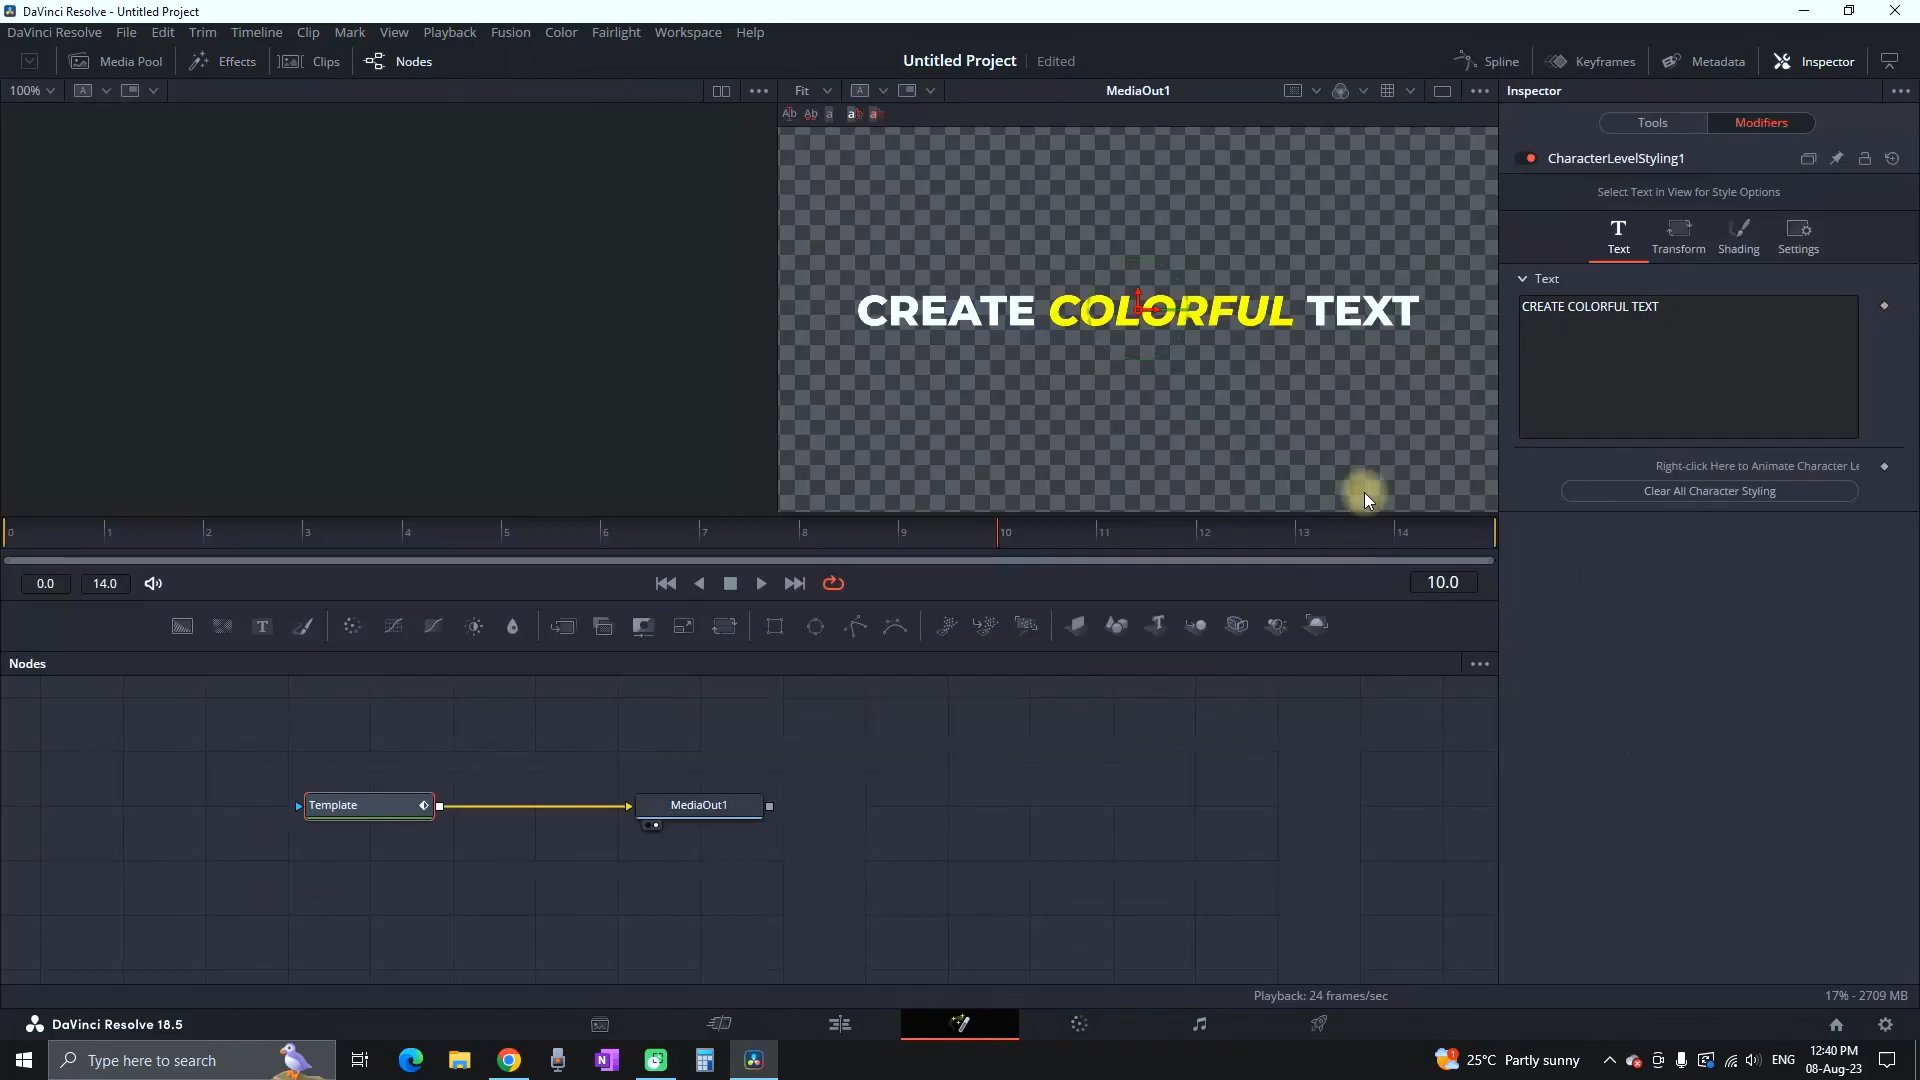 DaVinci Resolve - Untitled Project
DaVinci Resolve File Edit Trim Timeline Clip Mark View Playback Fusion Color Fairlight Workspace Help
Media Pool Effects Clips Nodes Untitled Project Edited Spline Keyframes Metadata Inspector
100% A Fit A MediaOut1 Inspector
Tools Modifiers
CharacterLevelStyling1
Select Text in View for Style Options
Text Transform Shading Settings
Text
CREATE COLORFUL TEXT
CREATE COLORFUL TEXT
Right-click Here to Animate Character Le
Clear All Character Styling
0 1 2 3 4 5 6 7 8 9 10 11 12 13 14
0.0 14.0 10.0
T
Nodes
Template MediaOut1
Playback: 24 frames/sec 17% - 2709 MB
DaVinci Resolve 18.5
Type here to search 25°C Partly sunny ENG 12:40 PM
08-Aug-23